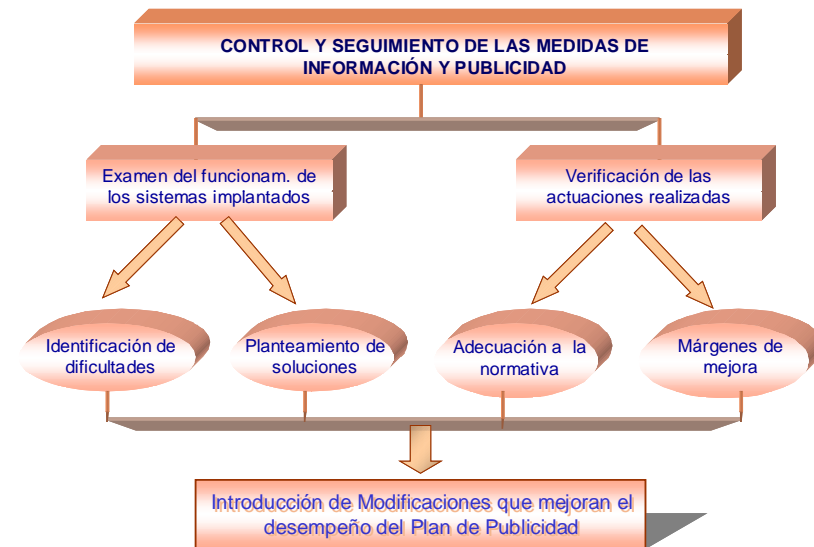 CONTROL Y SEGUIMIENTO DE LAS MEDIDAS DE
INFORMACIÓN Y PUBLICIDAD
Examen del funcionam. de
los sistemas implantados
Verificación de las
actuaciones realizadas
Identificación de
dificultades
Planteamiento de
soluciones
Adecuación a la
normativa
Márgenes de
mejora
Introducción de Modificaciones que mejoran el
desempeño del Plan de Publicidad